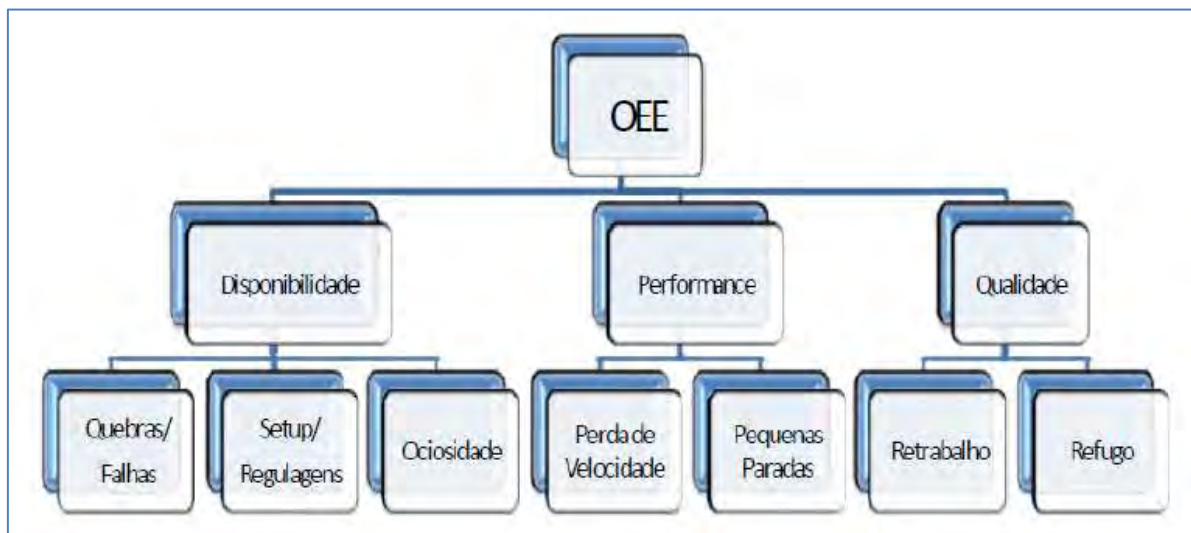 OEE
Disponibilidade
Performance
Qualidade
Quebras/
Falhas
Setup/
Regulagens
Ociosidade
Perda de
Velocidade
Pequenas
Paradas
Retrabalho
Refugo